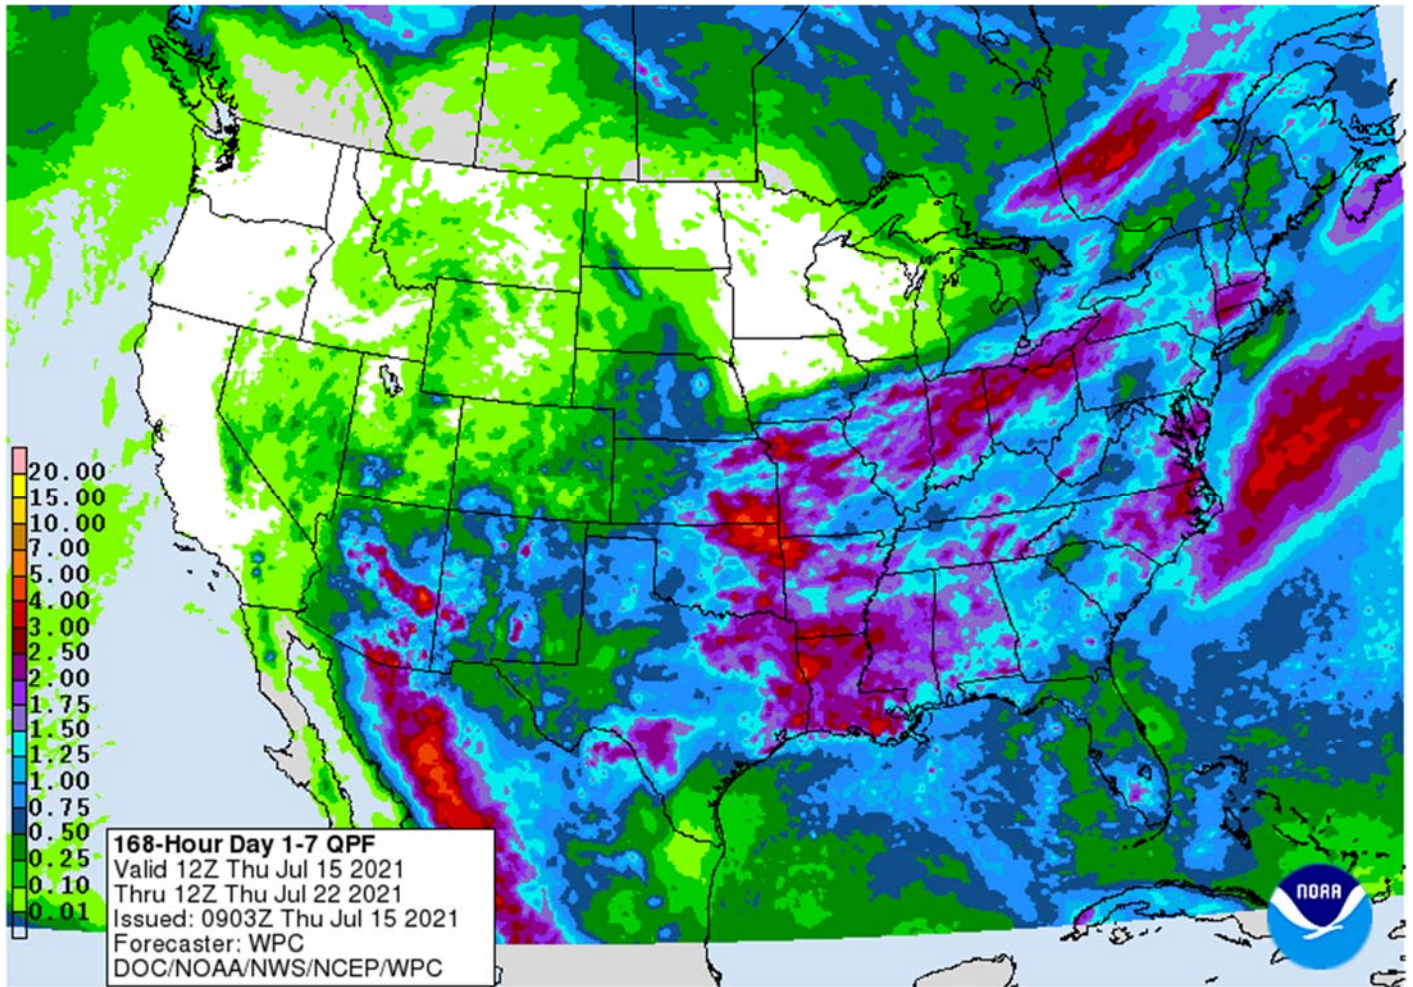 20.00
15.00
10.00
7.00
5.00
4.00
3.00
2.50
2.00
1.75
1.50
1.25
1.00
0.75
0.50
0.25
0.10
0.01
168-Hour Day 1-7 QPF
Valid 12Z Thu Jul 15 2021
Thru 12Z Thu Jul 22 2021
Issued: 0903Z Thu Jul 15 2021
Forecaster: WPC
DOC/NOAA/NWS/NCEP/WPC
NOAA